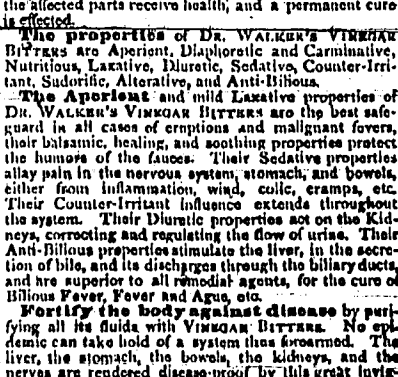 the affected parts receive health, and a permanent cure
is effected.
The properties of DR. WALKER'S VINEGAR
BITTERS are Aperient, Diaphoretic and Carminative,
Nutritious, Laxative, Diuretic, Sedative, Counter-Irri-
tant, Sudorific, Alterative, and Anti-Bilious.
The Aperient and mild Laxative properties of
DR. WALKER'S VINEGAR BITTERS are the best safe-
guard in all cases of eruptions and malignant fevers,
their balsamic, healing, and soothing properties protect
the humors of the fauces. Their Sedative properties
allay pain in the nervous system, stomach, and bowels,
either from inflammation, wind, colic, cramps, etc.
Their Counter-Irritant influence extends throughout
the system. Their Diuretic properties act on the Kid-
neys, correcting and regulating the flow of urine. Their
Anti-Bilious properties stimulate the liver, in the secre-
tion of bile, and its discharges through the biliary ducts,
and are superior to all remedial agents, for the cure of
Bilious Fever, Fever and Ague, etc.
Fortify the body against disease by puri-
fying all its fluids with VINEGAR BITTERS. No epi-
demic can take hold of a system thus forearmed. The
liver, the stomach, the bowels, the kidneys, and the
nerves are rendered disease-proof by this great invig-